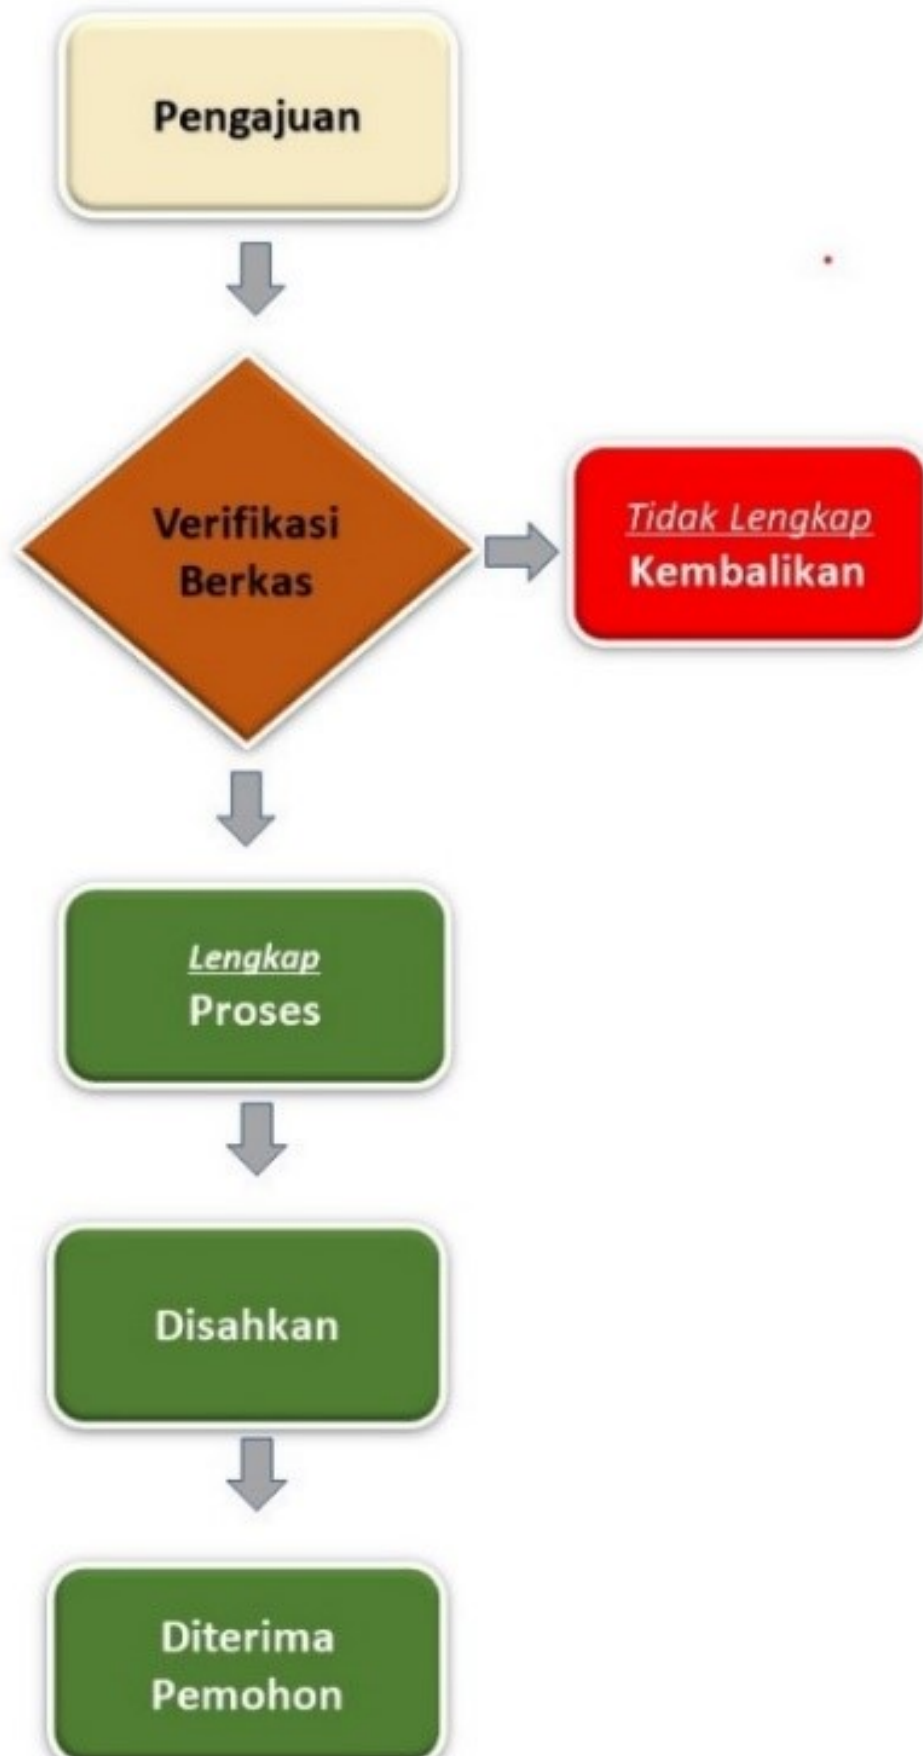 Pengajuan
Verifikasi
Berkas
Tidak Lengkap
Kembalikan
Lengkap
Proses
Disahkan
Diterima
Pemohon